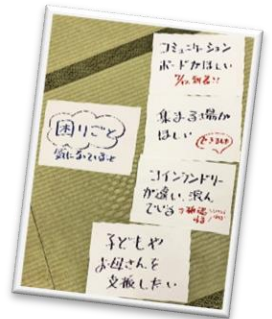 コミュニケーション
ボードがほしい
集まる場が
ほしい
困りごと
気になっていること
コインランドリー
が遠い、混ん
でいる
子どもや
お母さんを
支援したい